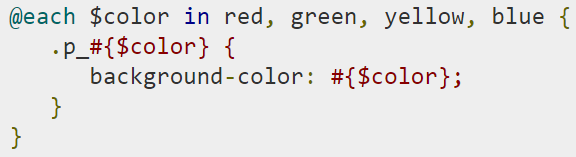 @each $color in red, green, yellow, blue {
   .p_#{$color} {
      background-color: #{$color};
   }
}